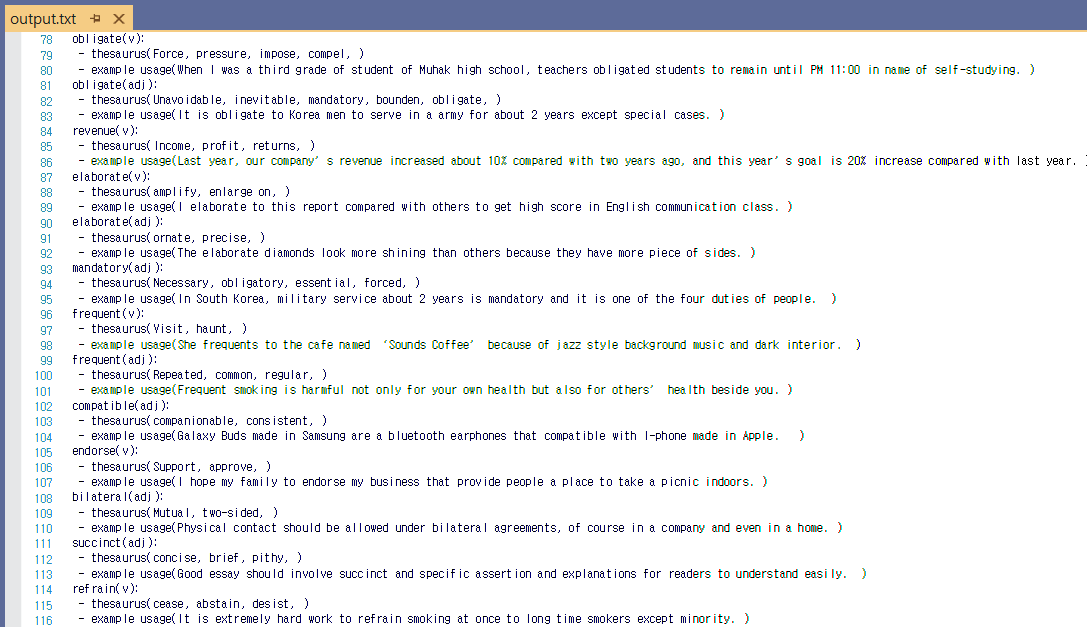 output.txt
78 obligate(v):
79 - thesaurus(Force, pressure, impose, compel, )
80 - example usage(When I was a third grade of student of Muhak high school, teachers obligated students to remain until PM 11:00 in name of self-studying. )
81 obligate(adj):
82 - thesaurus(Unavoidable, inevitable, mandatory, bounden, obligate, )
83 - example usage(It is obligate to Korea men to serve in a army for about 2 years except special cases. )
84 revenue(v):
85 - thesaurus(Income, profit, returns, )
86 - example usage(Last year, our company’s revenue increased about 10% compared with two years ago, and this year’s goal is 20% increase compared with last year. )
87 elaborate(v):
88 - thesaurus(amplify, enlarge on, )
89 - example usage(I elaborate to this report compared with others to get high score in English communication class. )
90 elaborate(adj):
91 - thesaurus(ornate, precise, )
92 - example usage(The elaborate diamonds look more shining than others because they have more piece of sides. )
93 mandatory(adj):
94 - thesaurus(Necessary, obligatory, essential, forced, )
95 - example usage(In South Korea, military service about 2 years is mandatory and it is one of the four duties of people. )
96 frequent(v):
97 - thesaurus(Visit, haunt, )
98 - example usage(She frequents to the cafe named ‘Sounds Coffee’ because of jazz style background music and dark interior. )
99 frequent(adj):
100 - thesaurus(Repeated, common, regular, )
101 - example usage(Frequent smoking is harmful not only for your own health but also for others’ health beside you. )
102 compatible(adj):
103 - thesaurus(companionable, consistent, )
104 - example usage(Galaxy Buds made in Samsung are a bluetooth earphones that compatible with I-phone made in Apple. )
105 endorse(v):
106 - thesaurus(Support, approve, )
107 - example usage(I hope my family to endorse my business that provide people a place to take a picnic indoors. )
108 bilateral(adj):
109 - thesaurus(Mutual, two-sided, )
110 - example usage(Physical contact should be allowed under bilateral agreements, of course in a company and even in a home. )
111 succinct(adj):
112 - thesaurus(concise, brief, pithy, )
113 - example usage(Good essay should involve succinct and specific assertion and explanations for readers to understand easily. )
114 refrain(v):
115 - thesaurus(cease, abstain, desist, )
116 - example usage(It is extremely hard work to refrain smoking at once to long time smokers except minority. )